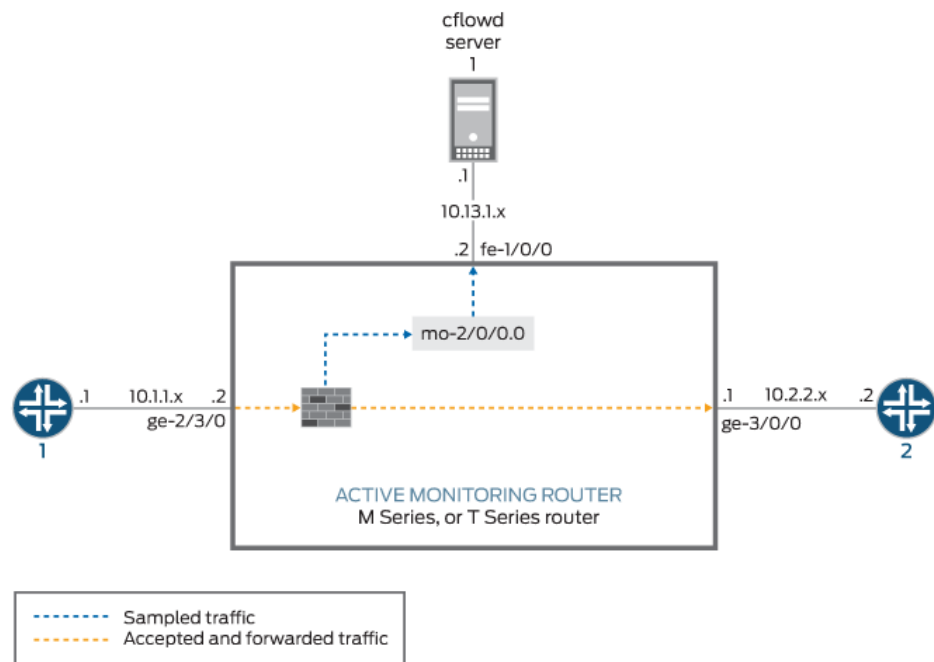 cflowd
server
1
.1
10.13.1.x
.2 fe-1/0/0
mo-2/0/0.0
.1 10.1.1.x .2
ge-2/3/0
1
.1 10.2.2.x .2
ge-3/0/0
2
ACTIVE MONITORING ROUTER
M Series, or T Series router
Sampled traffic
Accepted and forwarded traffic